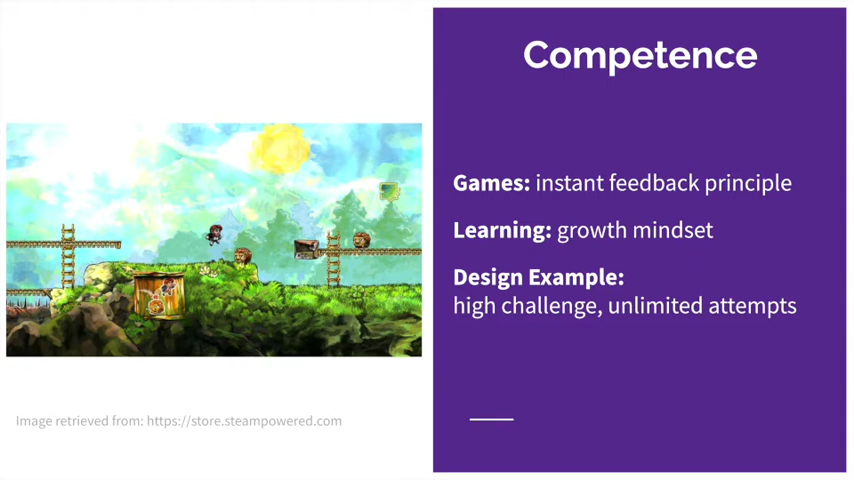 Competence
Games: instant feedback principle
Learning: growth mindset
Design Example:
high challenge, unlimited attempts
Image retrieved from: https://store.steampowered.com